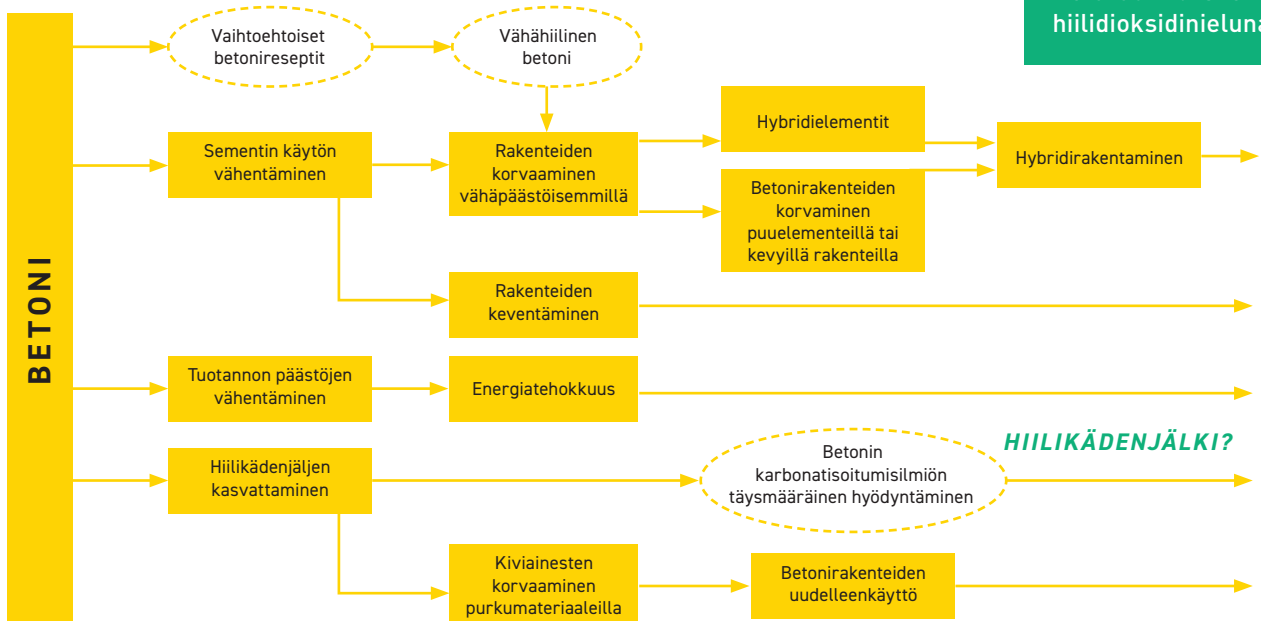 BETONI
Vaihtoehtoiset
betonireseptit
Vähähiilinen
betoni
hiilidioksidinieluna
Sementin käytön
vähentäminen
Rakenteiden
korvaaminen
vähäpäästöisemmillä
Hybridielementit
Betonirakenteiden
korvaminen
puuelementeillä tai
kevyillä rakenteilla
Hybridirakentaminen
Rakenteiden
keventäminen
Tuotannon päästöjen
vähentäminen
Energiatehokkuus
Hiilikädenjäljen
kasvattaminen
Betonin
karbonatisoitumisilmiön
täysmääräinen hyödyntäminen
HIILIKÄDENJÄLKI?
Kiviainesten
korvaaminen
purkumateriaaleilla
Betonirakenteiden
uudelleenkäyttö